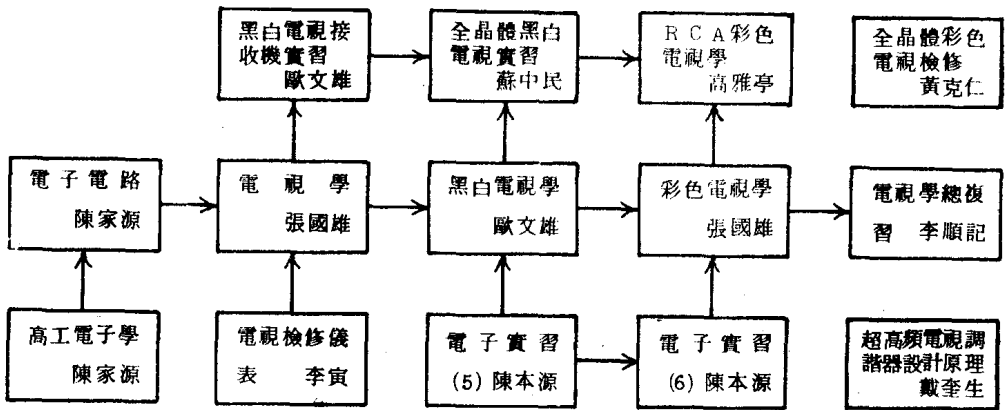 黑白電視接
收機實習
歐文雄
全晶體黑白
電視實習
蘇中民
RCA彩色
電視學
高雅亭
全晶體彩色
電視檢修
黃克仁
電子電路
陳家源
電視學
張國雄
黑白電視學
歐文雄
彩色電視學
張國雄
電視學總複
習 李順記
高工電子學
陳家源
電視檢修儀
表 李寅
電子實習
(5)陳本源
電子實習
(6)陳本源
超高頻電視調
諧器設計原理
戴奎生